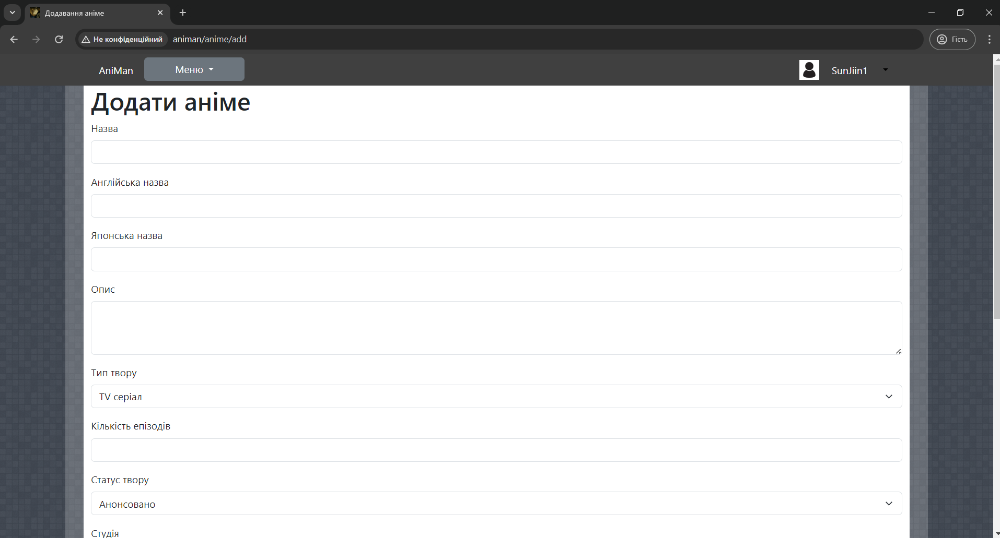 Додавання аніме
Не конфіденційний animan/anime/add Гість
AniMan Меню SunJiin1
Додати аніме
Назва
Англійська назва
Японська назва
Опис
Тип твору
TV серіал
Кількість епізодів
Статус твору
Анонсовано
Студія